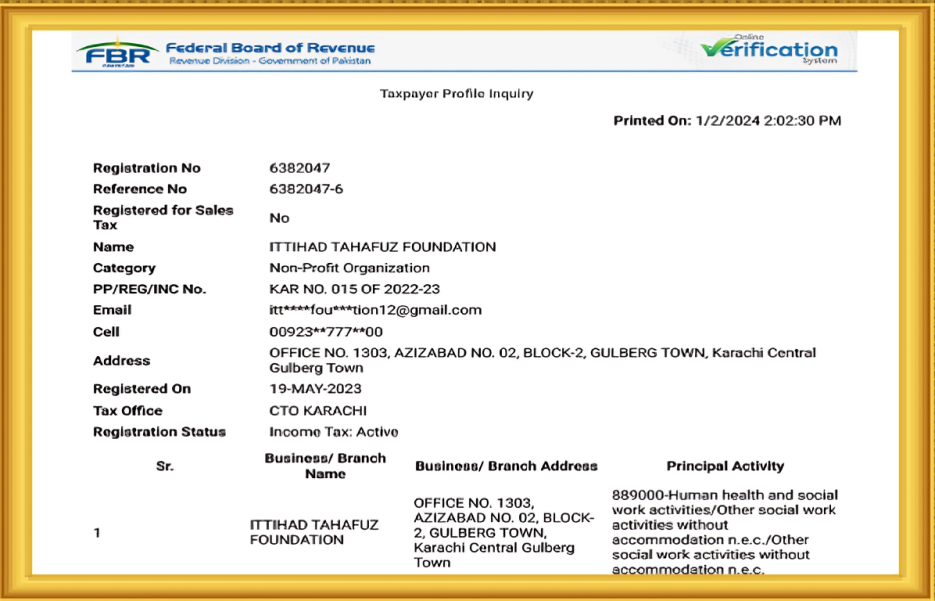 FBR
Federal Board of Revenue
Revenue Division - Government of Pakistan
Online
Verification
System
Taxpayer Profile Inquiry
Printed On: 1/2/2024 2:02:30 PM
Registration No 6382047
Reference No 6382047-6
Registered for Sales Tax No
Name ITTIHAD TAHAFUZ FOUNDATION
Category Non-Profit Organization
PP/REG/INC No. KAR NO. 015 OF 2022-23
Email itt****fou***tion12@gmail.com
Cell 00923**777**00
Address OFFICE NO. 1303, AZIZABAD NO. 02, BLOCK-2, GULBERG TOWN, Karachi Central
Gulberg Town
Registered On 19-MAY-2023
Tax Office CTO KARACHI
Registration Status Income Tax: Active
Sr. Business/ Branch Name Business/ Branch Address Principal Activity
1
ITTIHAD TAHAFUZ
FOUNDATION
OFFICE NO. 1303,
AZIZABAD NO. 02, BLOCK-
2, GULBERG TOWN,
Karachi Central Gulberg
Town
889000-Human health and social
work activities/Other social work
activities without
accommodation n.e.c./Other
social work activities without
accommodation n.e.c.